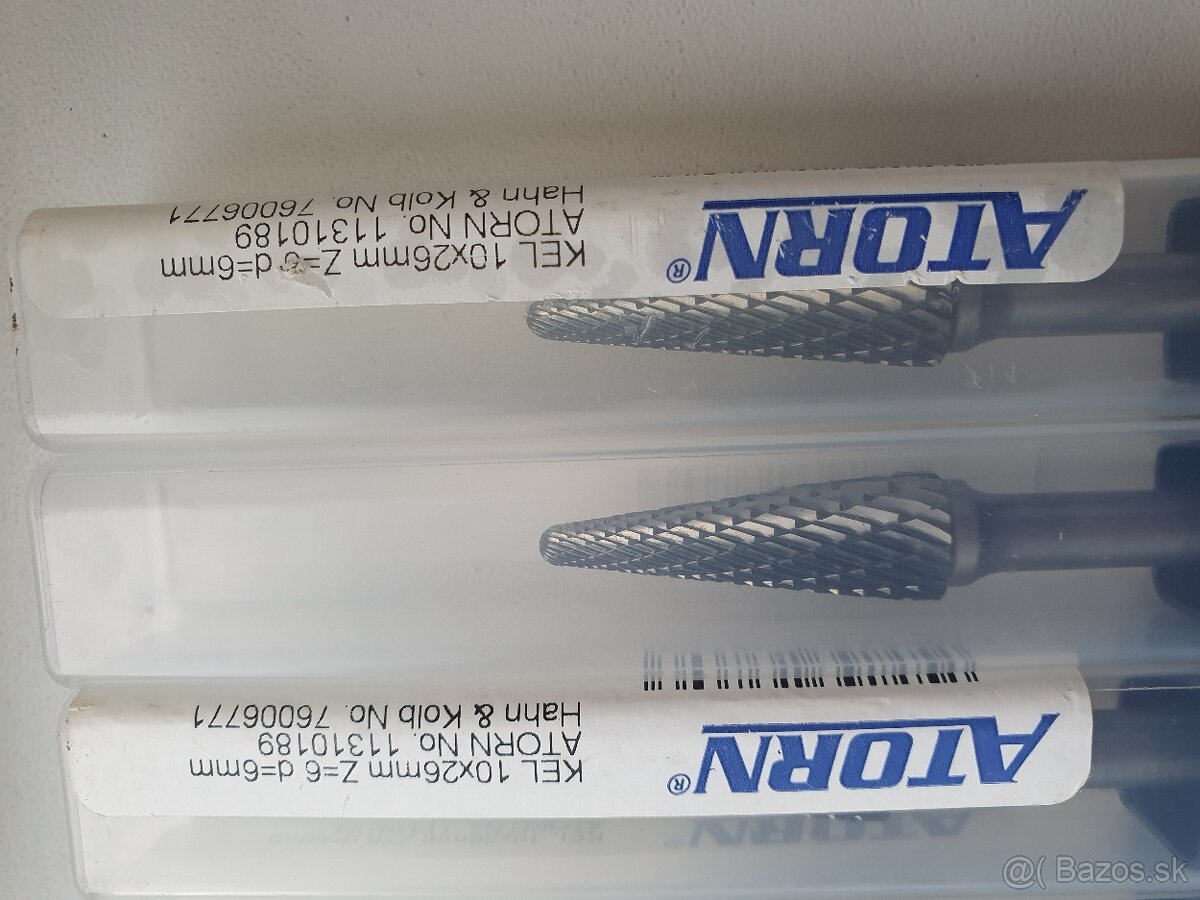 ATORN®
KEL 10x26mm Z=6 d=6mm
ATORN No. 11310189
Hahn & Kolb No. 76006771
ATORN®
KEL 10x26mm Z=6 d=6mm
ATORN No. 11310189
Hahn & Kolb No. 76006771
@( Bazos.sk